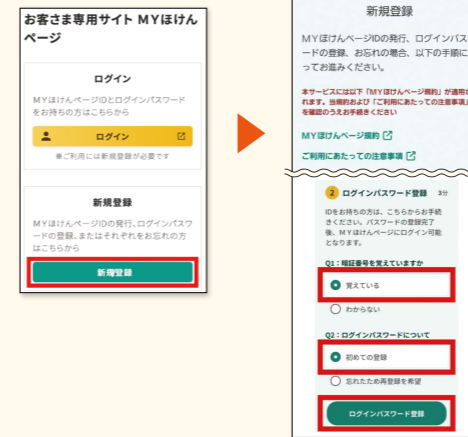 お客さま専用サイト MYほけん
ページ
ログイン
MYほけんページIDとログインパスワード
をお持ちの方はこちらから
ログイン
※ご利用には新規登録が必要です
新規登録
MYほけんページIDの発行、ログインパスワ
ードの登録、またはそれぞれをお忘れの方
はこちらから
新規登録
新規登録
MYほけんページIDの発行、ログインパス
ードの登録、お忘れの場合、以下の手順に
ってお進みください。
本サービスには以下「MYほけんページ規約」が適用さ
れます。当規約および「ご利用にあたっての注意事項」
を確認のうえお手続きください
MYほけんページ規約
ご利用にあたっての注意事項
2 ログインパスワード登録 3分
IDをお持ちの方は、こちらからお手続
きください。パスワードの登録完了
後、MYほけんページにログイン可能
となります。
Q1：暗証番号を覚えていますか
覚えている
わからない
Q2：ログインパスワードについて
初めての登録
忘れたため再登録を希望
ログインパスワード登録